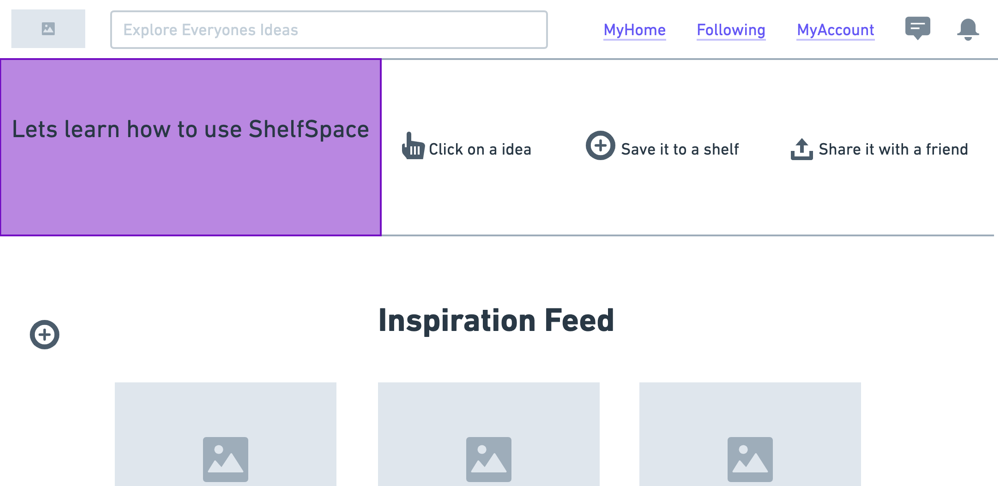 Explore Everyones Ideas
MyHome
Following
MyAccount
Lets learn how to use ShelfSpace
Click on a idea
Save it to a shelf
Share it with a friend
Inspiration Feed